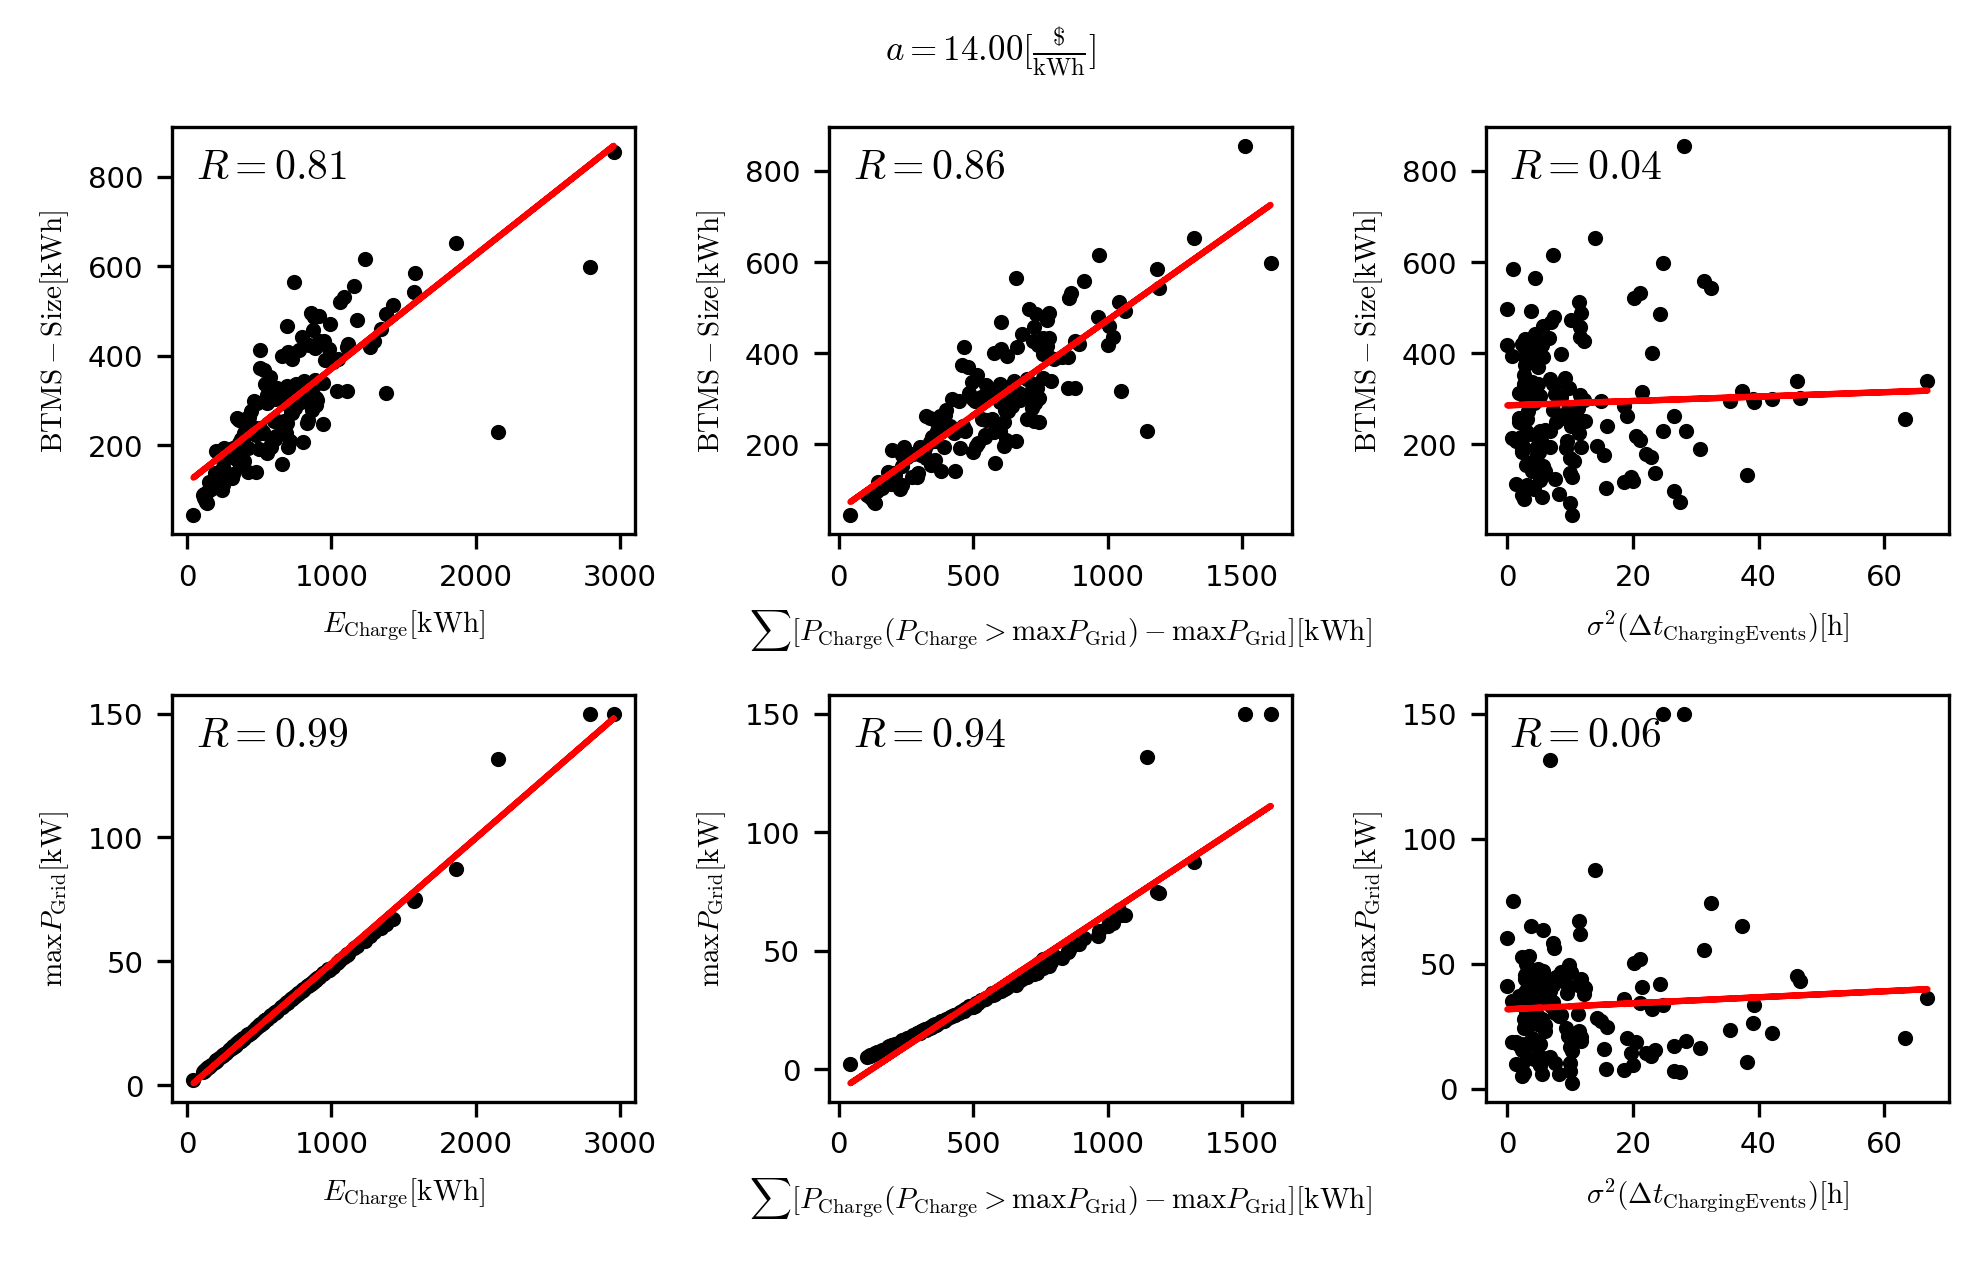 a = 14.00[$/kWh]
R = 0.81
BTMS − Size[kWh]
200
400
600
800
0 1000 2000 3000
E_Charge[kWh]
R = 0.86
BTMS − Size[kWh]
200
400
600
800
0 500 1000 1500
∑[P_Charge(P_Charge > maxP_Grid) − maxP_Grid][kWh]
R = 0.04
BTMS − Size[kWh]
200
400
600
800
0 20 40 60
σ²(Δt_ChargingEvents)[h]
R = 0.99
maxP_Grid[kW]
0
50
100
150
0 1000 2000 3000
E_Charge[kWh]
R = 0.94
maxP_Grid[kW]
0
50
100
150
0 500 1000 1500
∑[P_Charge(P_Charge > maxP_Grid) − maxP_Grid][kWh]
R = 0.06
maxP_Grid[kW]
0
50
100
150
0 20 40 60
σ²(Δt_ChargingEvents)[h]